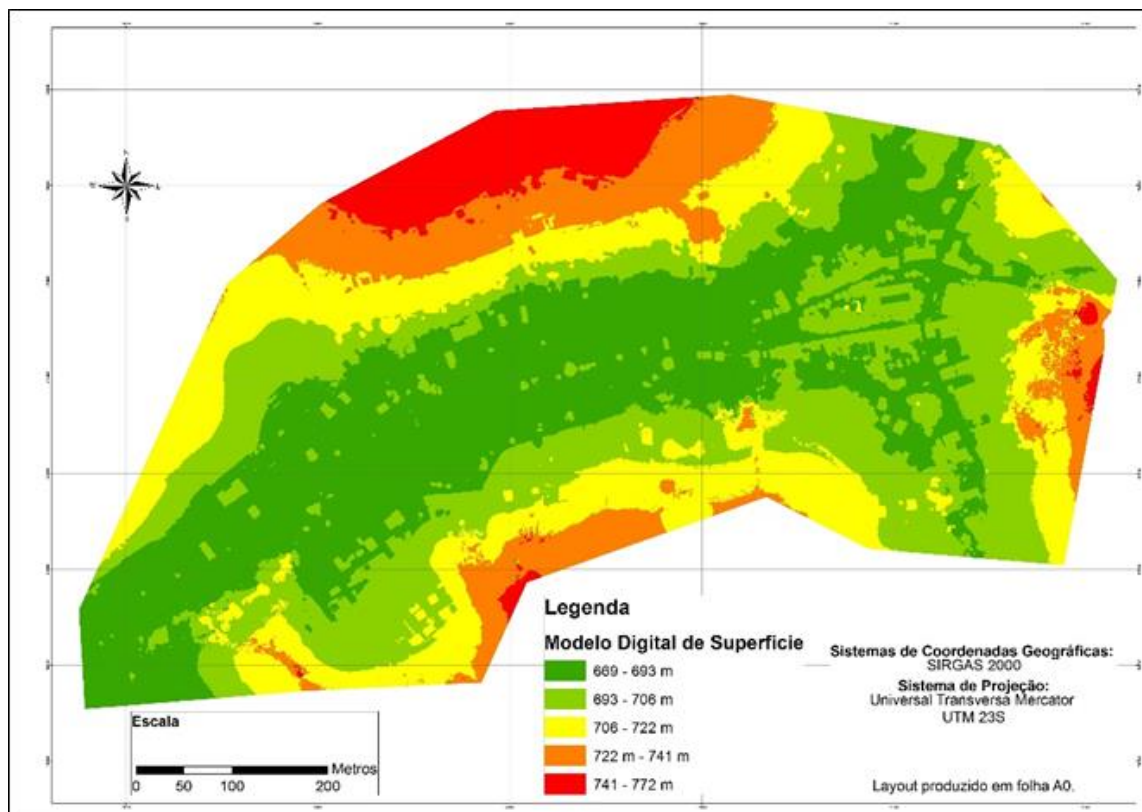 Legenda
Modelo Digital de Superficie
669 - 693 m
693 - 706 m
706 - 722 m
722 m - 741 m
741 - 772 m
Sistemas de Coordenadas Geográficas:
SIRGAS 2000
Sistema de Projeção:
Universal Transversa Mercator
UTM 23S
Layout produzido em folha A0.
Escala
Metros
0 50 100 200